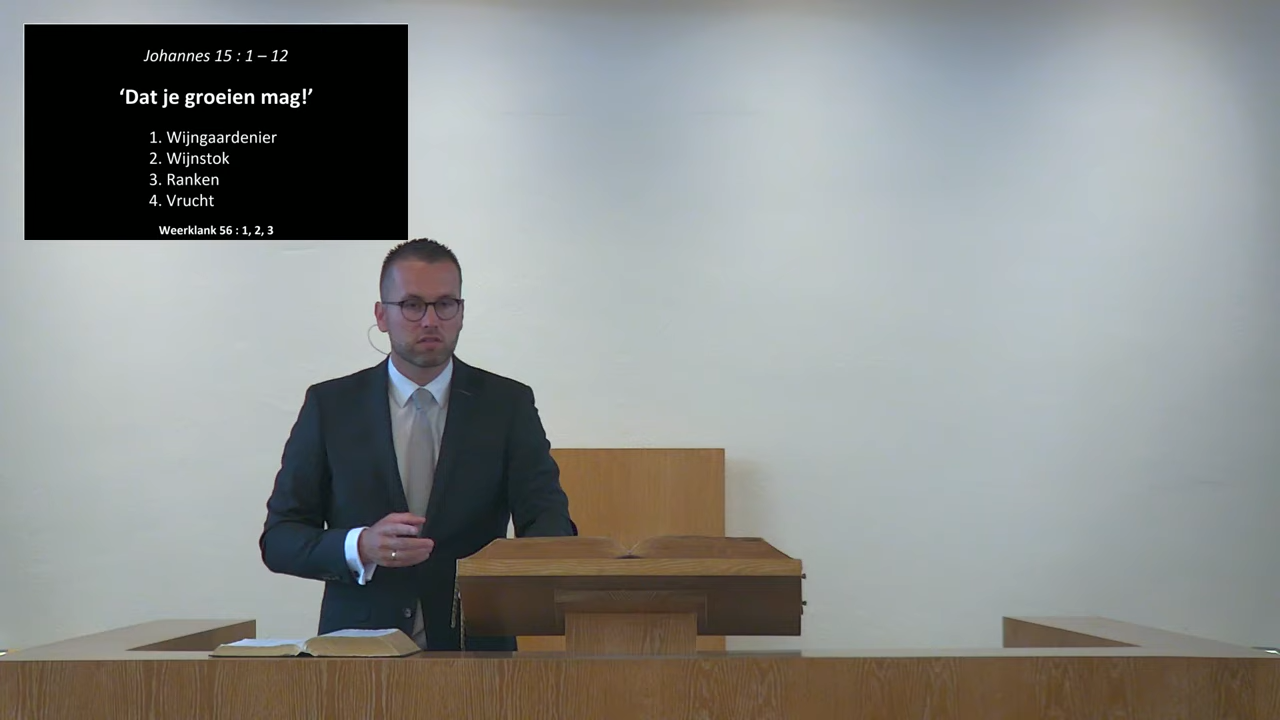 Johannes 15 : 1 – 12
‘Dat je groeien mag!’
1. Wijngaardenier
2. Wijnstok
3. Ranken
4. Vrucht
Weerklank 56 : 1, 2, 3